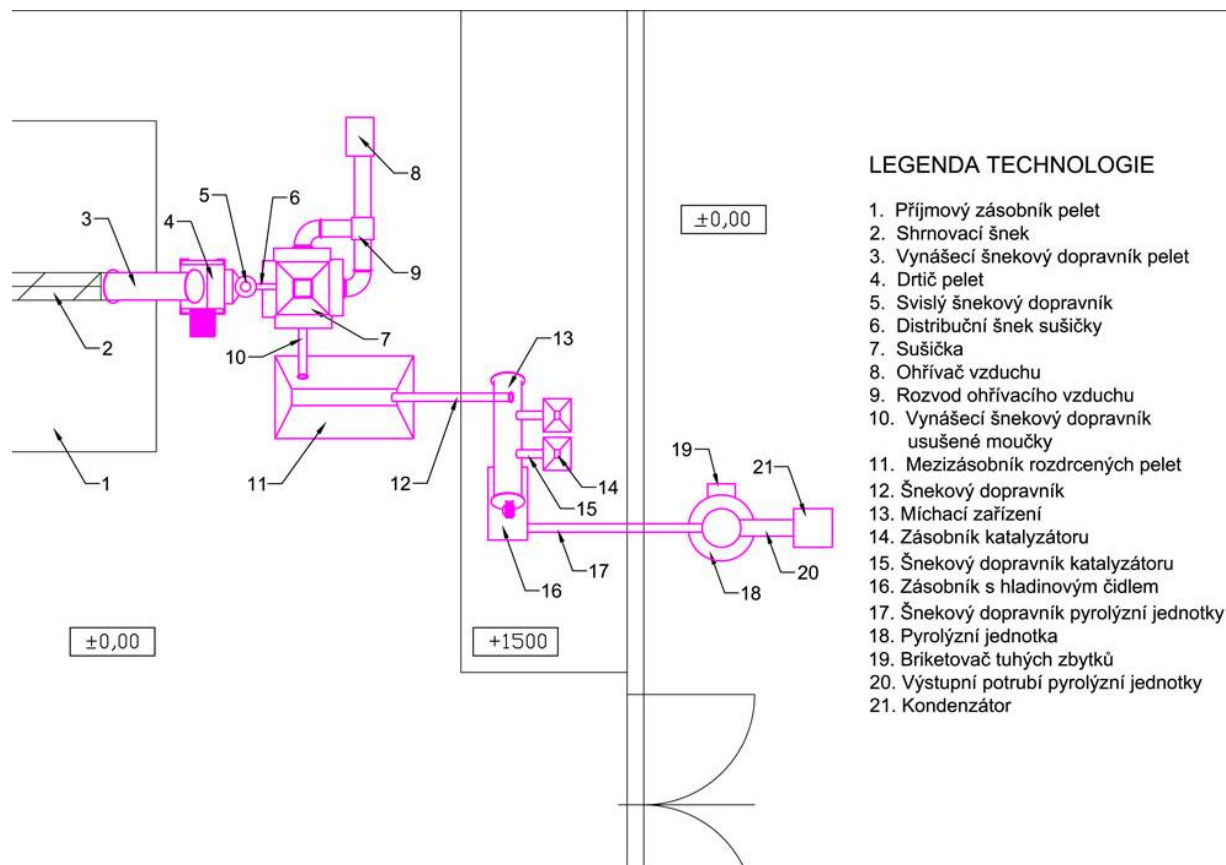 8
3
4
5
6
9
±0,00
2
10
7
13
1
11
12
14
15
19
21
16
17
18
20
±0,00
+1500
LEGENDA TECHNOLOGIE
1. Příjmový zásobník pelet
2. Shrnovací šnek
3. Vynášecí šnekový dopravník pelet
4. Drtič pelet
5. Svislý šnekový dopravník
6. Distribuční šnek sušičky
7. Sušička
8. Ohřívač vzduchu
9. Rozvod ohřívacího vzduchu
10. Vynášecí šnekový dopravník
usušené moučky
11. Mezizásobník rozdrcených pelet
12. Šnekový dopravník
13. Míchací zařízení
14. Zásobník katalyzátoru
15. Šnekový dopravník katalyzátoru
16. Zásobník s hladinovým čidlem
17. Šnekový dopravník pyrolýzní jednotky
18. Pyrolýzní jednotka
19. Briketovač tuhých zbytků
20. Výstupní potrubí pyrolýzní jednotky
21. Kondenzátor